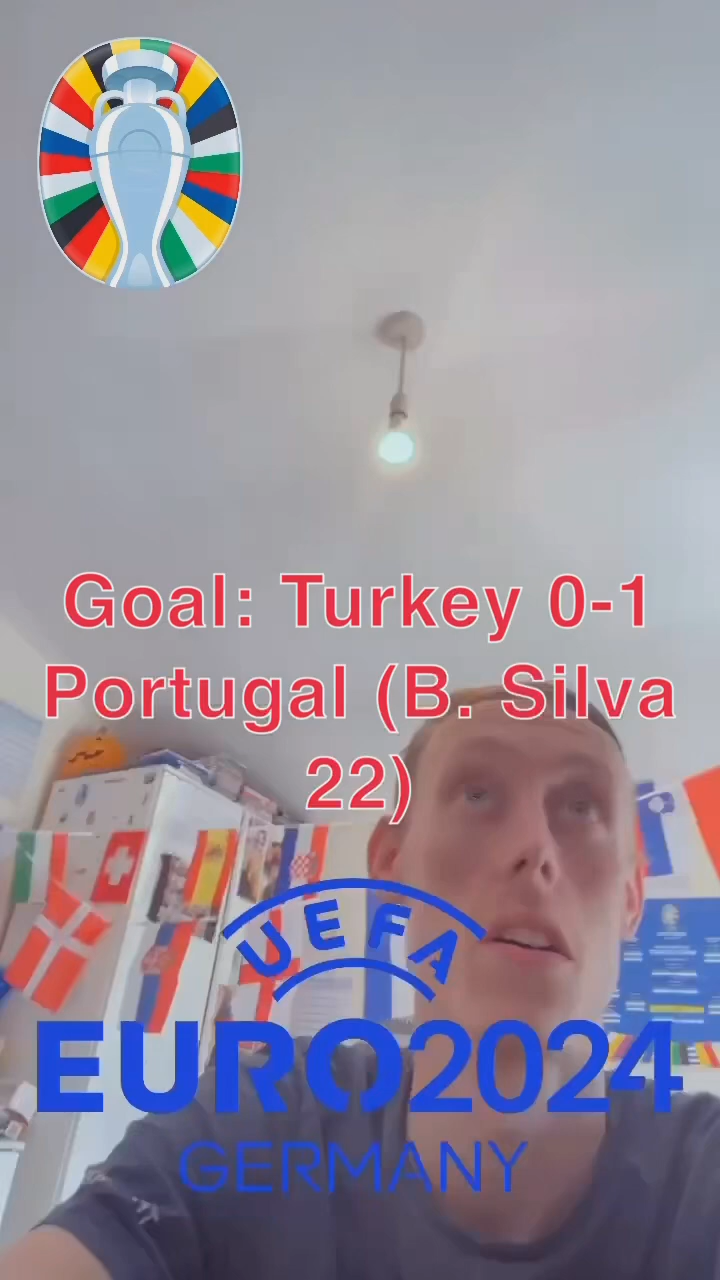 Goal: Turkey 0-1
Portugal (B. Silva
22)
UEFA
EURO2024
GERMANY